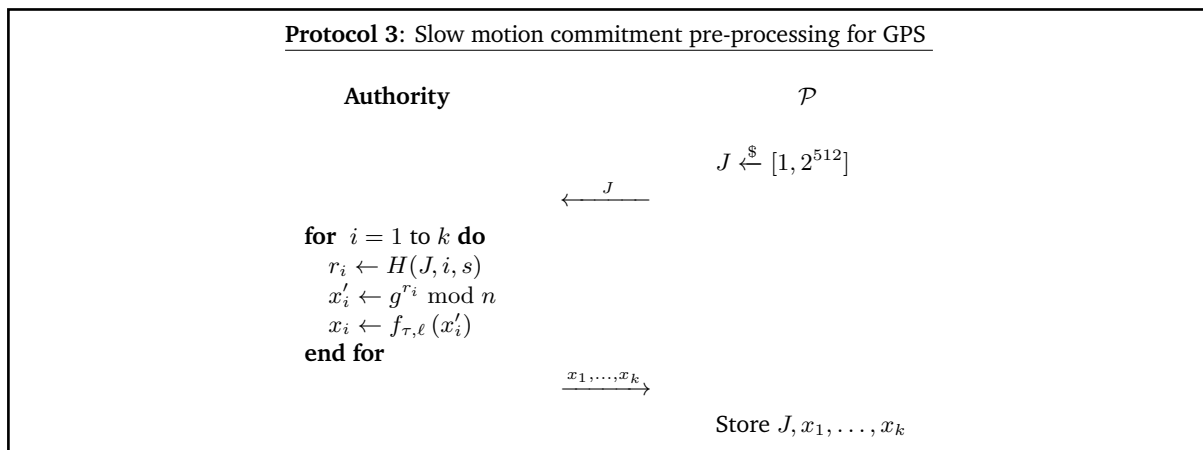 Protocol 3: Slow motion commitment pre-processing for GPS
Authority 𝒫
J $← [1, 2^512]
J
for i = 1 to k do
r_i ← H(J, i, s)
x′_i ← g^{r_i} mod n
x_i ← f_{τ,ℓ} (x′_i)
end for
x_1,...,x_k
Store J, x_1, . . . , x_k